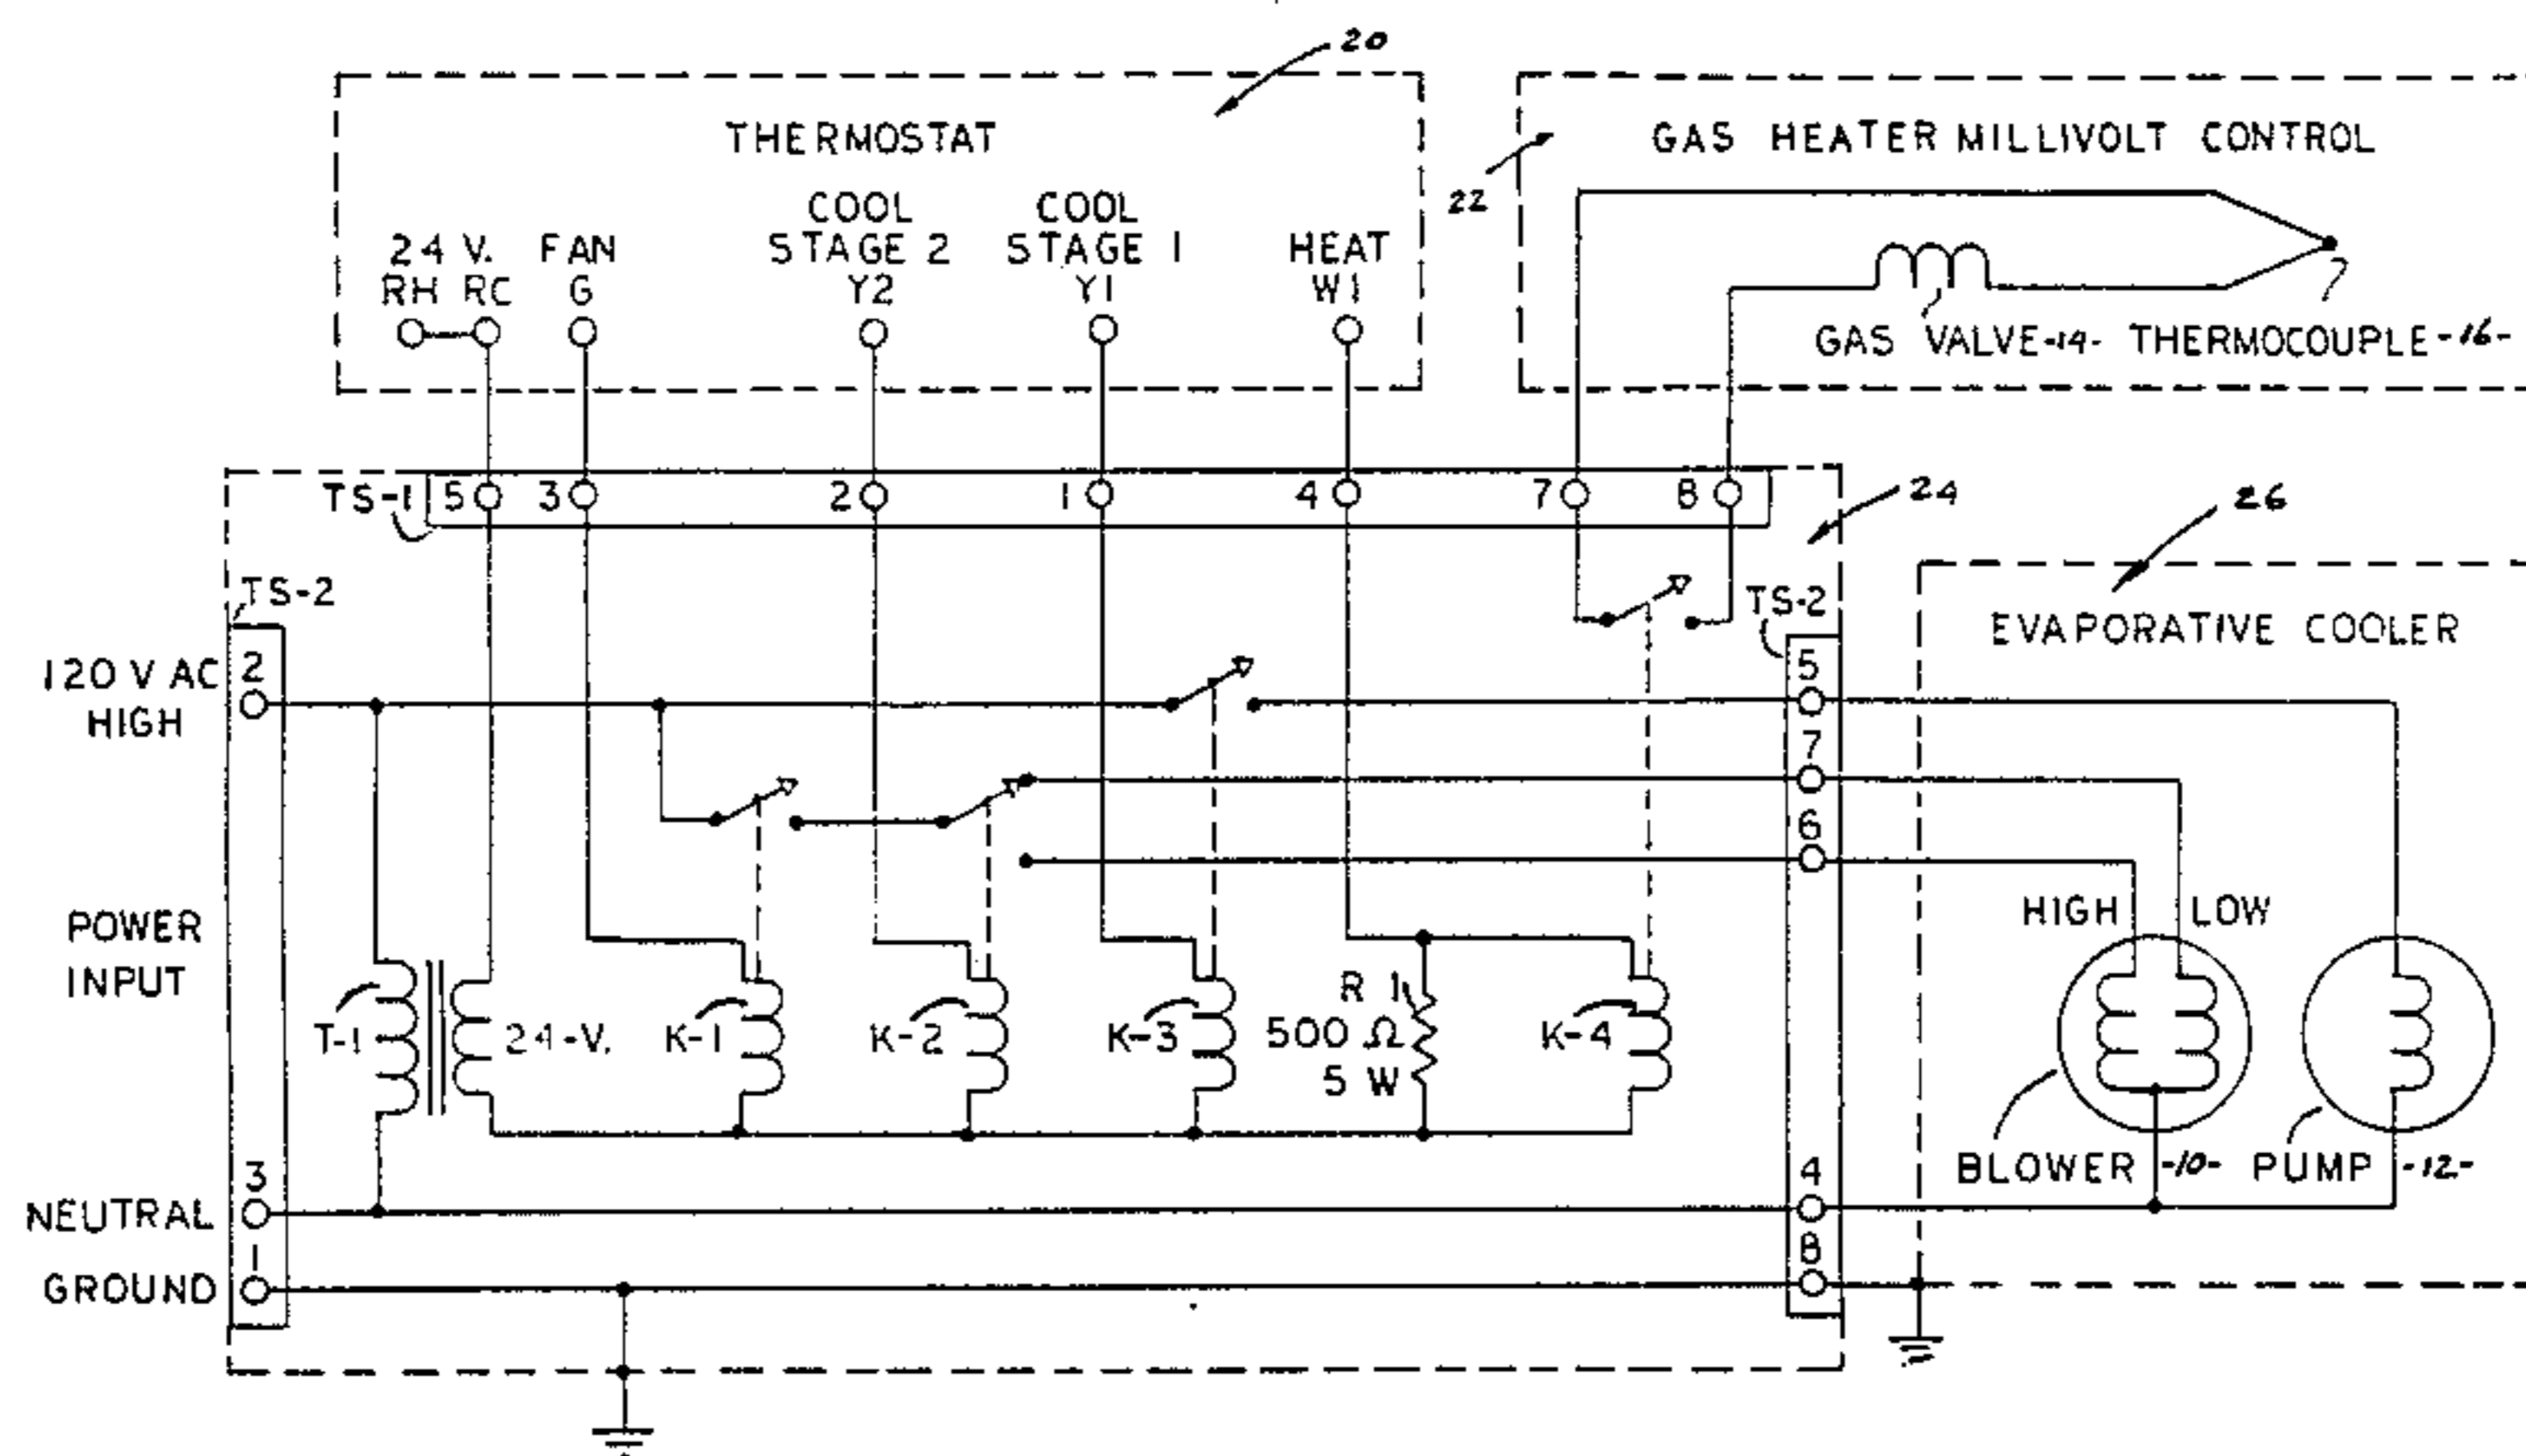 20
THERMOSTAT
GAS HEATER MILLIVOLT CONTROL
22
COOL
STAGE 2
Y2
COOL
STAGE 1
Y1
24 V.
RH RC
FAN
G
HEAT
W1
GAS VALVE-14- THERMOCOUPLE-16-
TS-1
5
3
2
1
4
7
8
24
26
TS-2
TS-2
EVAPORATIVE COOLER
120 V AC
HIGH
2
5
7
6
HIGH
LOW
POWER
INPUT
T-1
24-V.
K-1
K-2
K-3
R 1
500 Ω
5 W
K-4
BLOWER -10-
PUMP -12-
3
4
NEUTRAL
1
8
GROUND